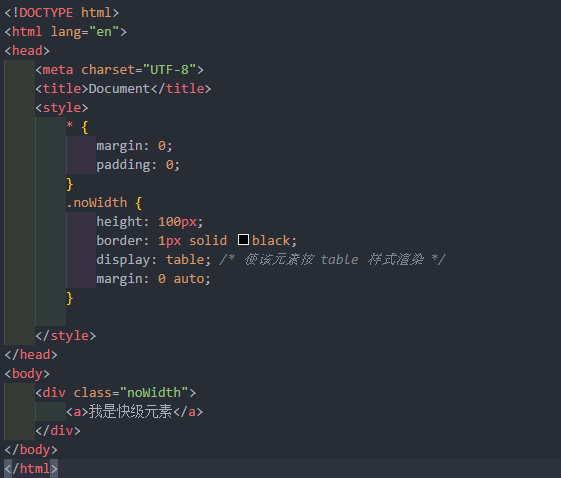 <!DOCTYPE html>
<html lang="en">
<head>
    <meta charset="UTF-8">
    <title>Document</title>
    <style>
        * {
            margin: 0;
            padding: 0;
        }
        .noWidth {
            height: 100px;
            border: 1px solid black;
            display: table; /* 使该元素按 table 样式渲染 */
            margin: 0 auto;
        }
    </style>
</head>
<body>
    <div class="noWidth">
        <a>我是快级元素</a>
    </div>
</body>
</html>